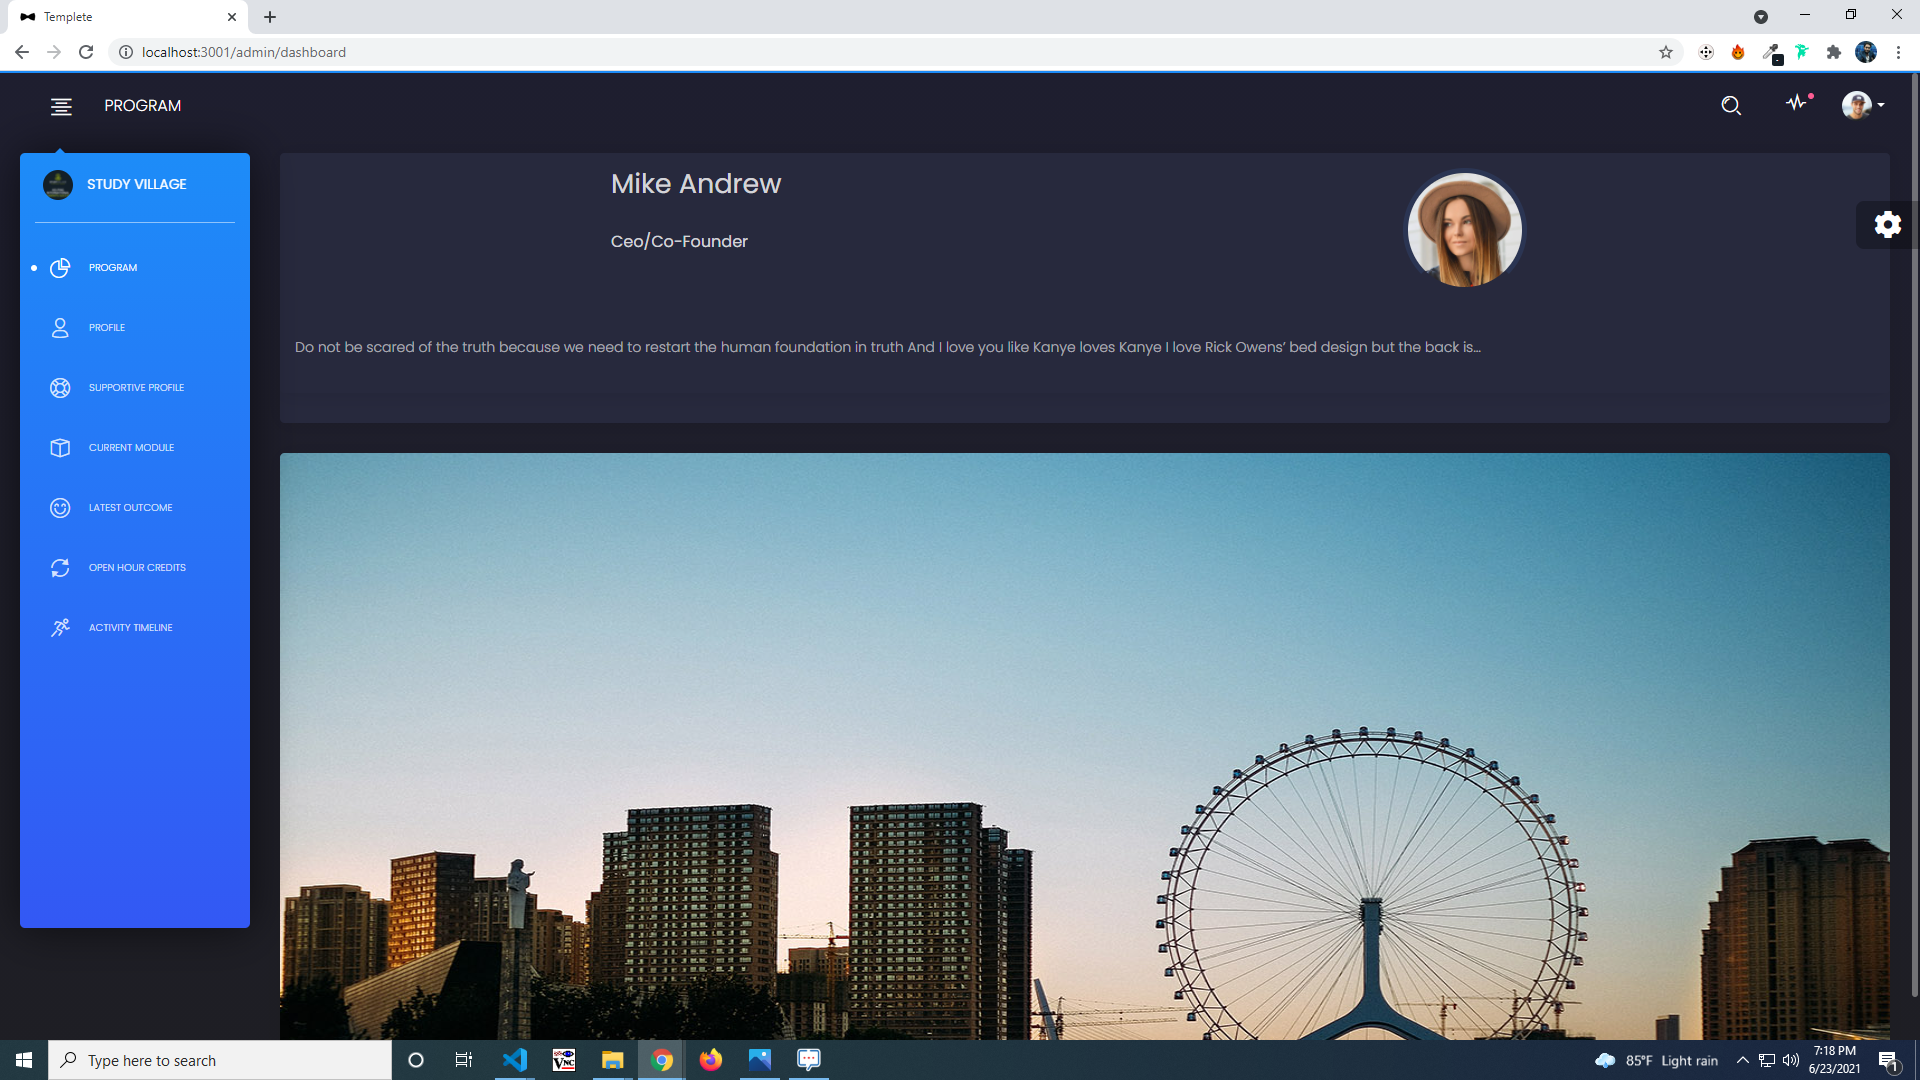 Templete
localhost:3001/admin/dashboard
PROGRAM
STUDY VILLAGE
PROGRAM
PROFILE
SUPPORTIVE PROFILE
CURRENT MODULE
LATEST OUTCOME
OPEN HOUR CREDITS
ACTIVITY TIMELINE
Mike Andrew
Ceo/Co-Founder
Do not be scared of the truth because we need to restart the human foundation in truth And I love you like Kanye loves Kanye I love Rick Owens’ bed design but the back is...
Type here to search
VNC
85°F Light rain
7:18 PM
6/23/2021
1